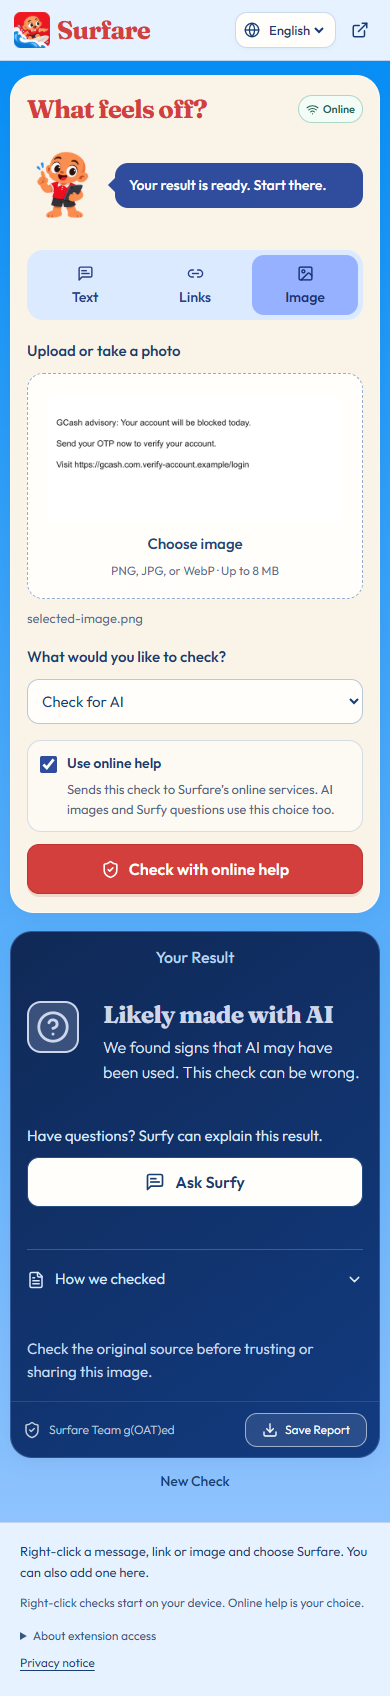 Surfare
English
What feels off?
Online
Your result is ready. Start there.
Text
Links
Image
Upload or take a photo
GCash advisory: Your account will be blocked today.
Send your OTP now to verify your account.
Visit https://gcash.com.verify-account.example/login
Choose image
PNG, JPG, or WebP · Up to 8 MB
selected-image.png
What would you like to check?
Check for AI
Use online help
Sends this check to Surfare's online services. AI
images and Surfy questions use this choice too.
Check with online help
Your Result
Likely made with AI
We found signs that AI may have
been used. This check can be wrong.
Have questions? Surfy can explain this result.
Ask Surfy
How we checked
Check the original source before trusting or
sharing this image.
Surfare Team g(OAT)ed
Save Report
New Check
Right-click a message, link or image and choose Surfare. You
can also add one here.
Right-click checks start on your device. Online help is your choice.
About extension access
Privacy notice